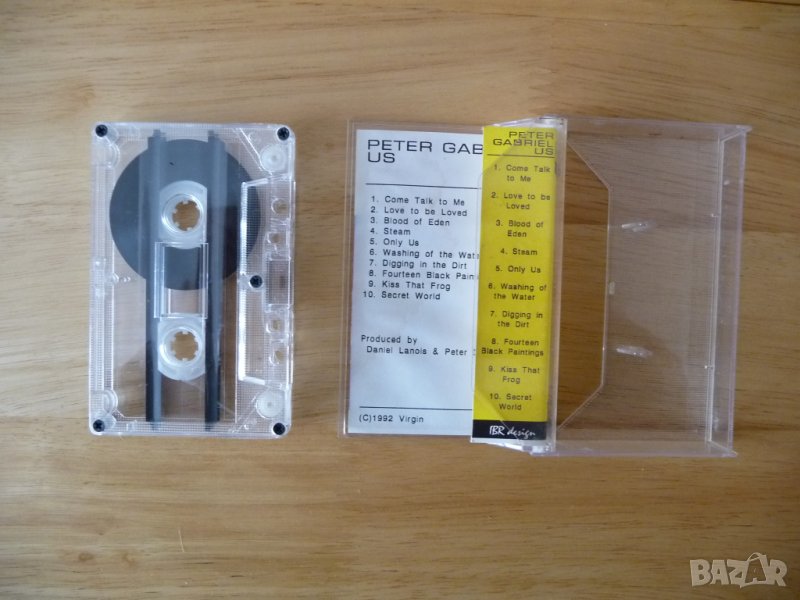 PETER GAB
US
1. Come Talk to Me
2. Love to be Loved
3. Blood of Eden
4. Steam
5. Only Us
6. Washing of the Wate
7. Digging in the Dirt
8. Fourteen Black Paint
9. Kiss That Frog
10. Secret World
Produced by
Daniel Lanois & Peter
(C)1992 Virgin
PETER
GABRIEL
US
1. Come Talk
to Me
2. Love to be
Loved
3. Blood of
Eden
4. Steam
5. Only Us
6. Washing of
the Water
7. Digging in
the Dirt
8. Fourteen
Black Paintings
9. Kiss That
Frog
10. Secret
World
BR design
BAZAR